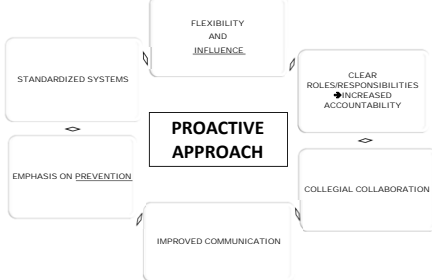 FLEXIBILITY
AND
INFLUENCE
STANDARDIZED SYSTEMS
CLEAR
ROLES/RESPONSIBILITIES
➔INCREASED
ACCOUNTABILITY
PROACTIVE
APPROACH
EMPHASIS ON PREVENTION
COLLEGIAL COLLABORATION
IMPROVED COMMUNICATION